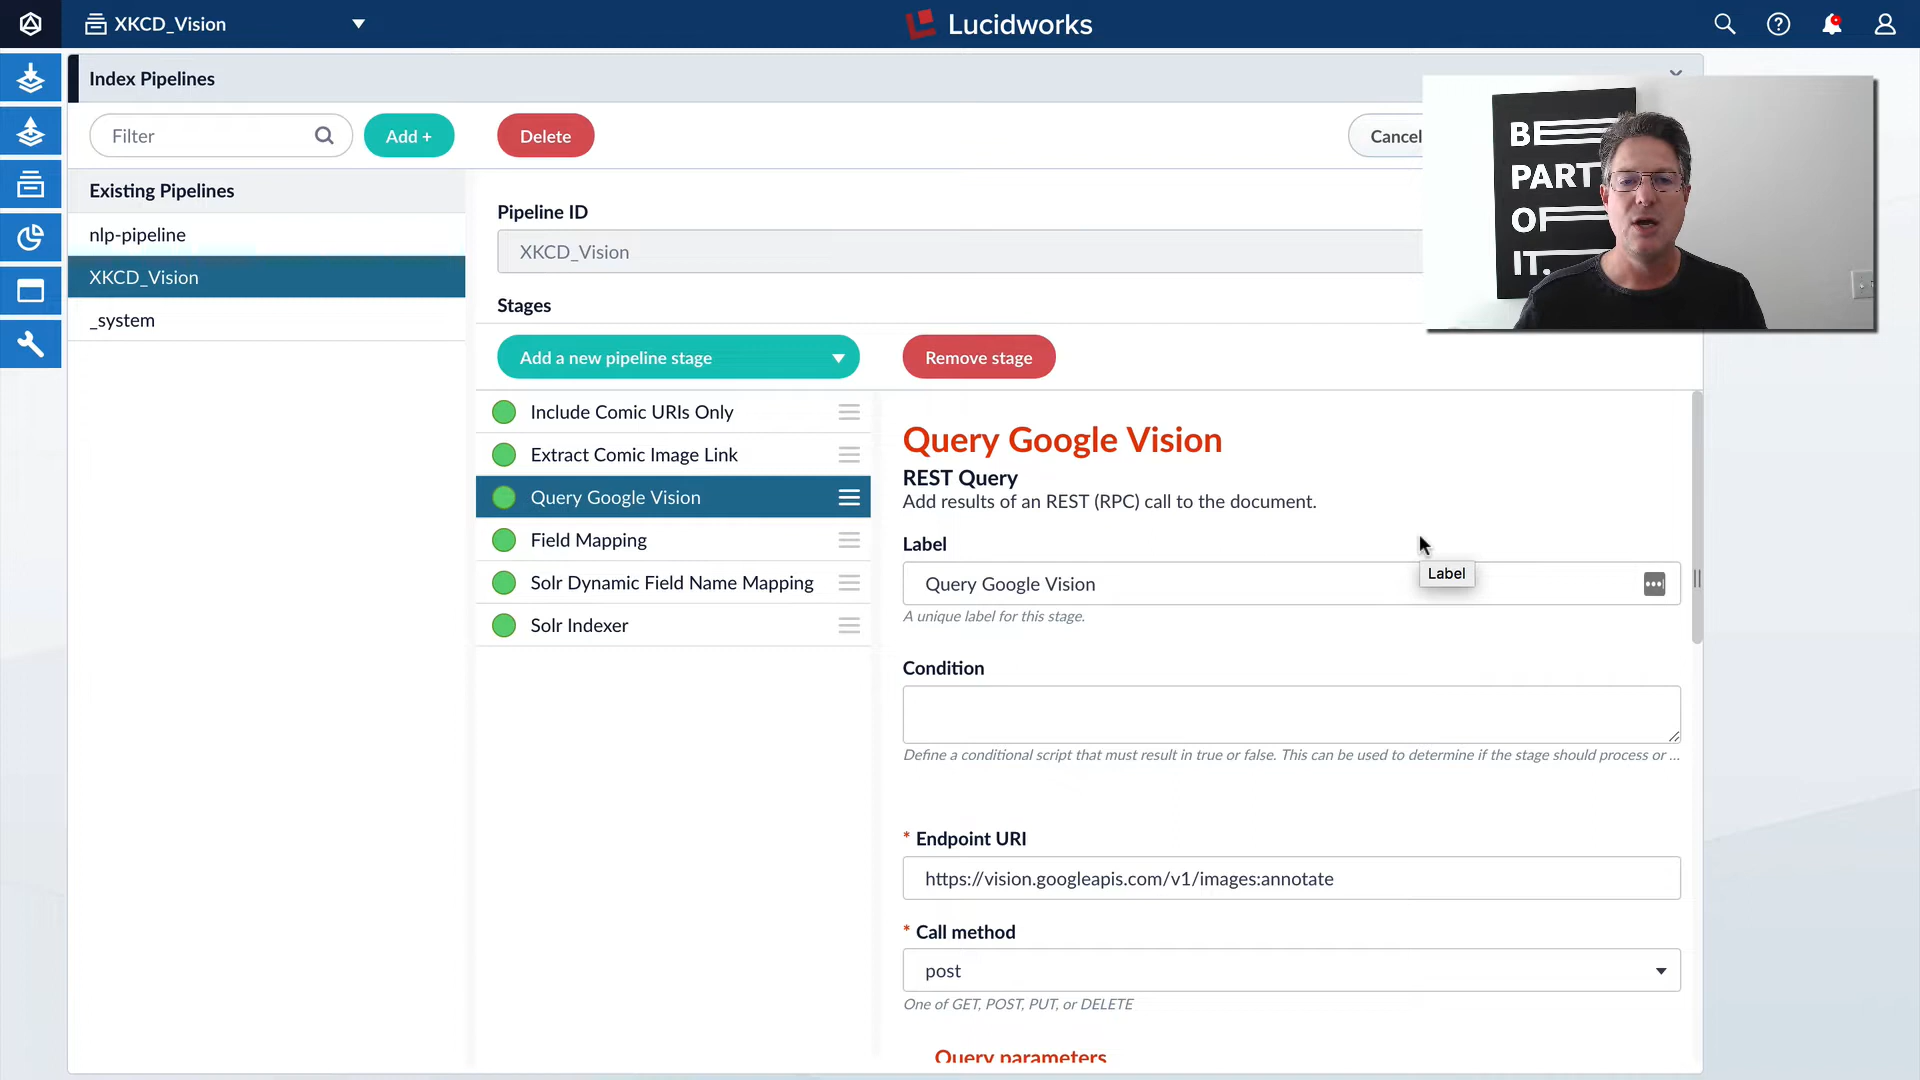 XKCD_Vision
Lucidworks
Index Pipelines
Filter
Add +
Delete
Cancel
Existing Pipelines
nlp-pipeline
XKCD_Vision
_system
Pipeline ID
XKCD_Vision
Stages
Add a new pipeline stage
Remove stage
Include Comic URIs Only
Extract Comic Image Link
Query Google Vision
Field Mapping
Solr Dynamic Field Name Mapping
Solr Indexer
Query Google Vision
REST Query
Add results of an REST (RPC) call to the document.
Label
Query Google Vision
Label
A unique label for this stage.
Condition
Define a conditional script that must result in true or false. This can be used to determine if the stage should process or ...
* Endpoint URI
https://vision.googleapis.com/v1/images:annotate
* Call method
post
One of GET, POST, PUT, or DELETE
Query parameters
BE
PART
OF
IT.